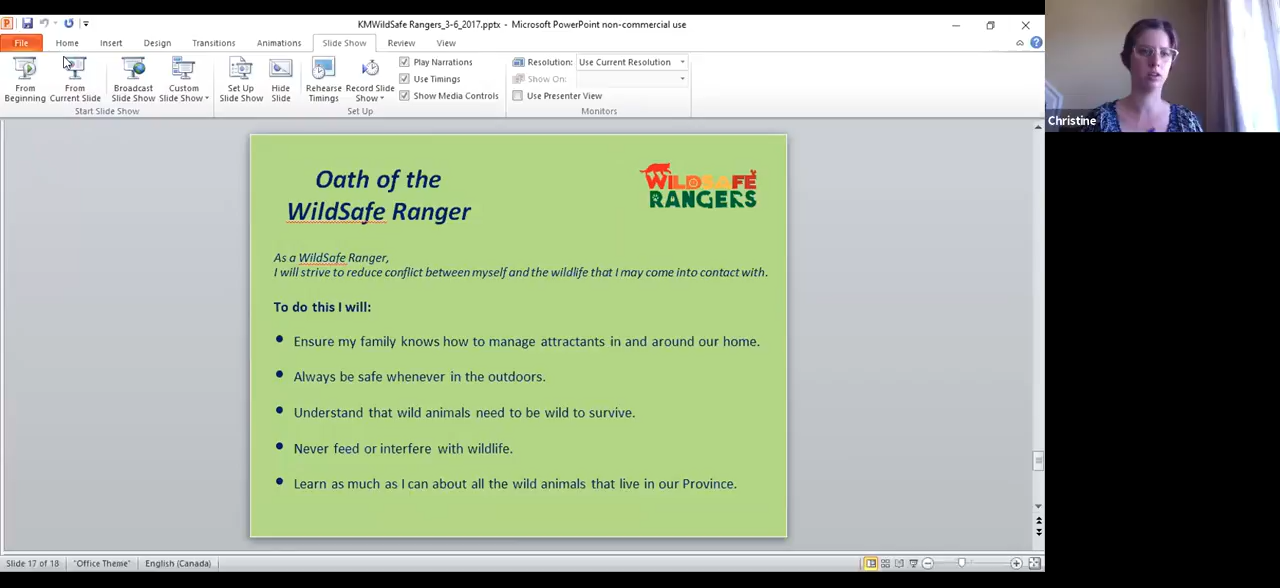 KMWildSafe Rangers_3-6_2017.pptx - Microsoft PowerPoint non-commercial use
File Home Insert Design Transitions Animations Slide Show Review View
From Beginning
From Current Slide
Broadcast Slide Show
Custom Slide Show
Set Up Slide Show
Hide Slide
Rehearse Timings
Record Slide Show
Play Narrations
Use Timings
Show Media Controls
Resolution: Use Current Resolution
Show On:
Use Presenter View
Start Slide Show
Set Up
Monitors
Christine
Oath of the
WildSafe Ranger
WILDSAFE
RANGERS
As a WildSafe Ranger,
I will strive to reduce conflict between myself and the wildlife that I may come into contact with.
To do this I will:
• Ensure my family knows how to manage attractants in and around our home.
• Always be safe whenever in the outdoors.
• Understand that wild animals need to be wild to survive.
• Never feed or interfere with wildlife.
• Learn as much as I can about all the wild animals that live in our Province.
Slide 17 of 18 "Office Theme" English (Canada)